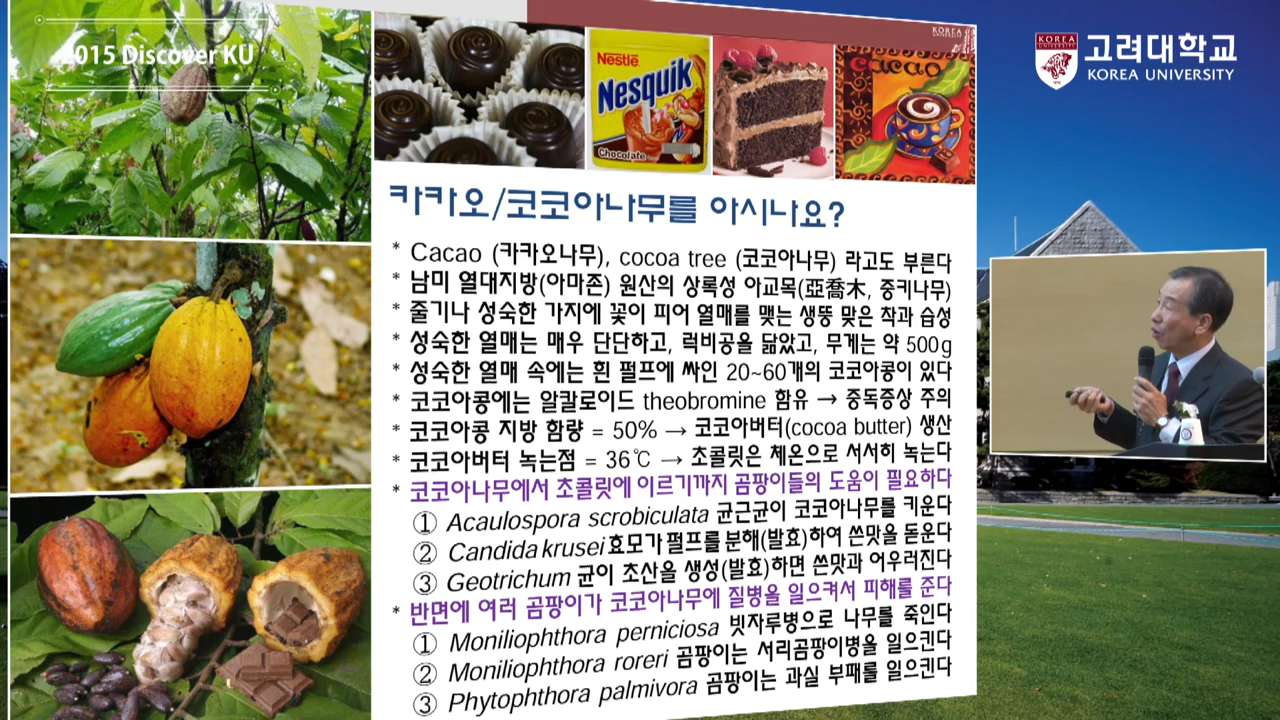 2015 Discover KU
KOREA
Nestlé
Nesquik
Chocolate
CACAO
KOREA
UNIVERSITY
고려대학교
KOREA UNIVERSITY
카카오/코코아나무를 아시나요?
* Cacao (카카오나무), cocoa tree (코코아나무) 라고도 부른다
* 남미 열대지방(아마존) 원산의 상록성 아교목(亞喬木, 중키나무)
* 줄기나 성숙한 가지에 꽃이 피어 열매를 맺는 생뚱 맞은 착과 습성
* 성숙한 열매는 매우 단단하고, 럭비공을 닮았고, 무게는 약 500g
* 성숙한 열매 속에는 흰 펄프에 싸인 20~60개의 코코아콩이 있다
* 코코아콩에는 알칼로이드 theobromine 함유 → 중독증상 주의
* 코코아콩 지방 함량 = 50% → 코코아버터(cocoa butter) 생산
* 코코아버터 녹는점 = 36℃ → 초콜릿은 체온으로 서서히 녹는다
* 코코아나무에서 초콜릿에 이르기까지 곰팡이들의 도움이 필요하다
① Acaulospora scrobiculata 균근균이 코코아나무를 키운다
② Candida krusei 효모가 펄프를 분해(발효)하여 쓴맛을 돋운다
③ Geotrichum 균이 초산을 생성(발효)하면 쓴맛과 어우러진다
* 반면에 여러 곰팡이가 코코아나무에 질병을 일으켜서 피해를 준다
① Moniliophthora perniciosa 빗자루병으로 나무를 죽인다
② Moniliophthora roreri 곰팡이는 서리곰팡이병을 일으킨다
③ Phytophthora palmivora 곰팡이는 과실 부패를 일으킨다